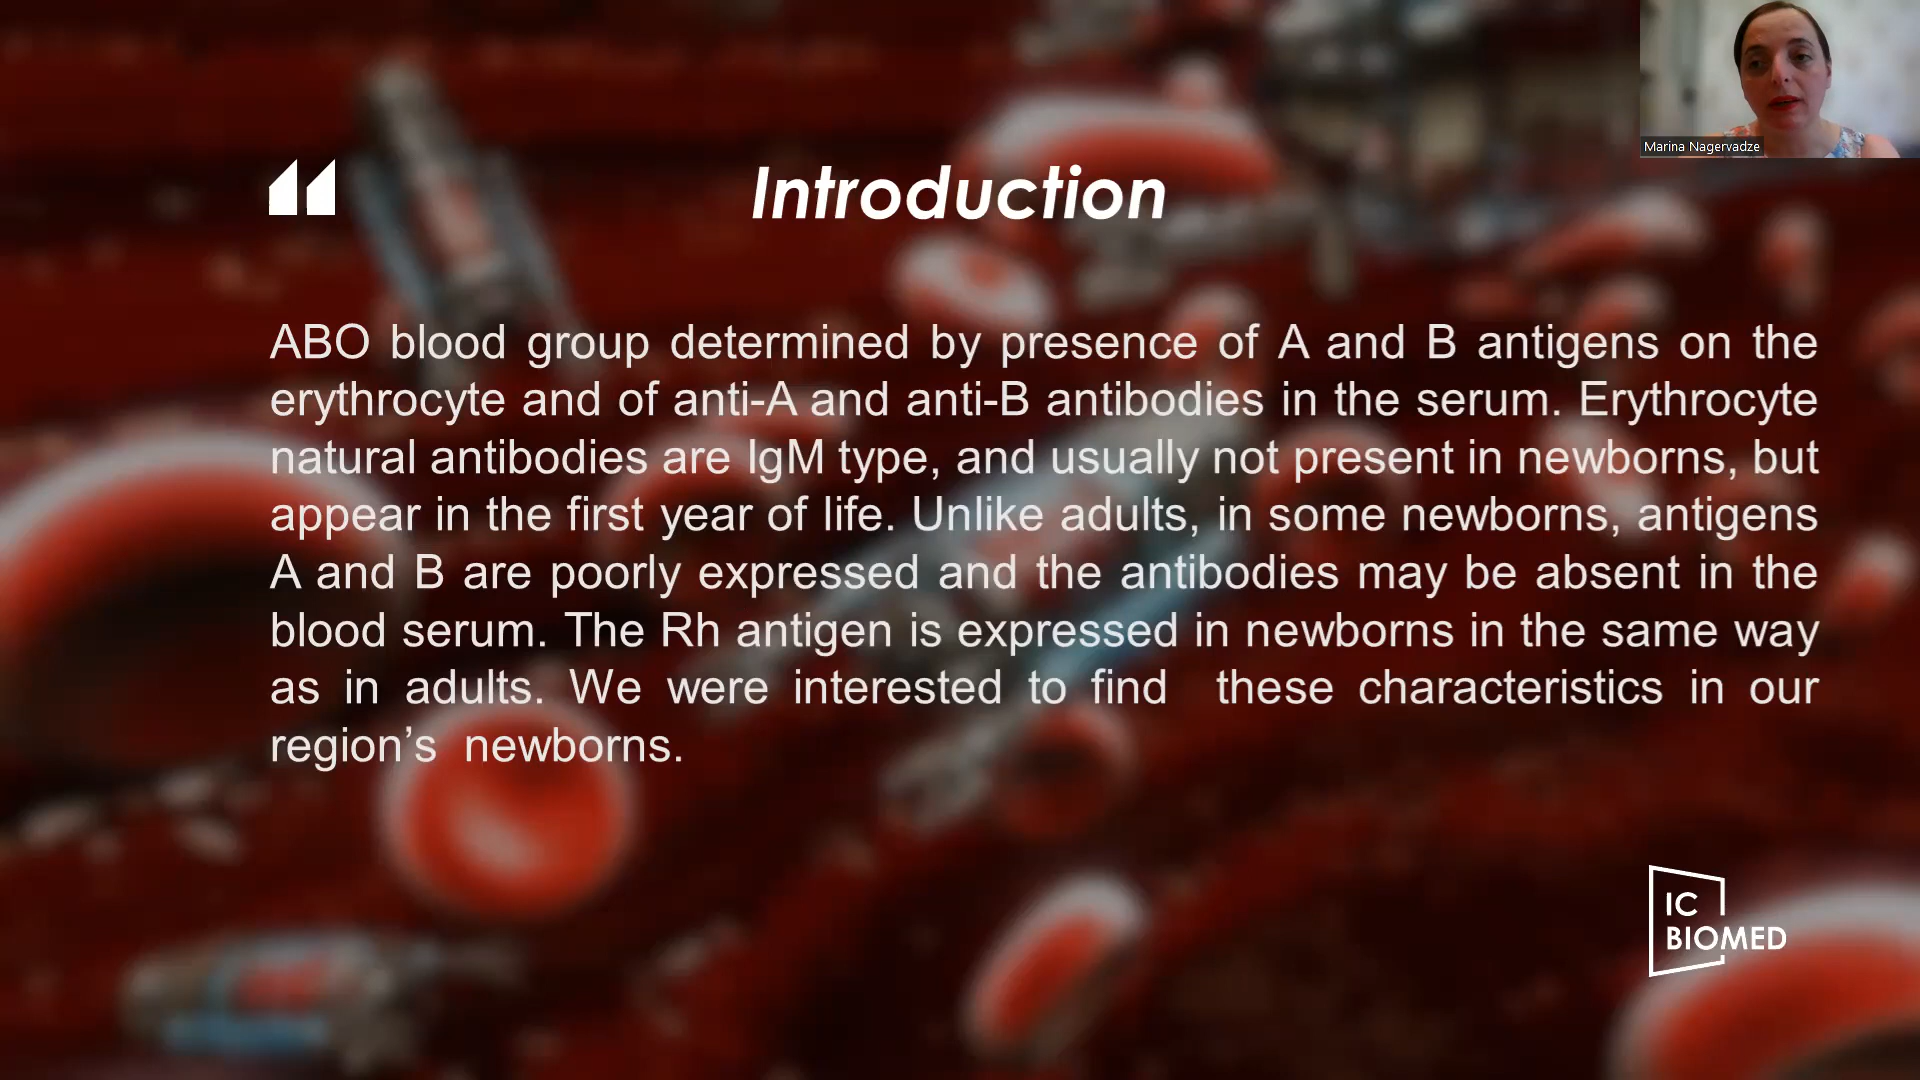 Marina Nagervadze
Introduction
ABO blood group determined by presence of A and B antigens on the
erythrocyte and of anti-A and anti-B antibodies in the serum. Erythrocyte
natural antibodies are IgM type, and usually not present in newborns, but
appear in the first year of life. Unlike adults, in some newborns, antigens
A and B are poorly expressed and the antibodies may be absent in the
blood serum. The Rh antigen is expressed in newborns in the same way
as in adults. We were interested to find these characteristics in our
region’s newborns.
IC
BIOMED